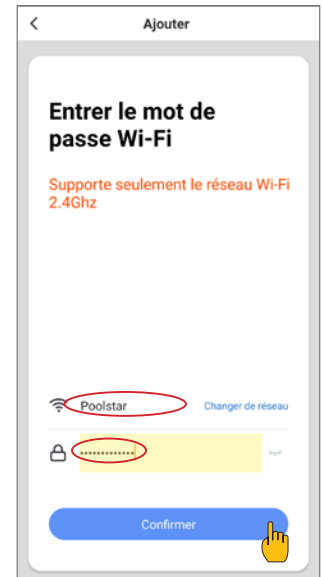 Ajouter
Entrer le mot de
passe Wi-Fi
Supporte seulement le réseau Wi-Fi
2.4Ghz
Poolstar Changer de réseau
•••••••••••••
Confirmer